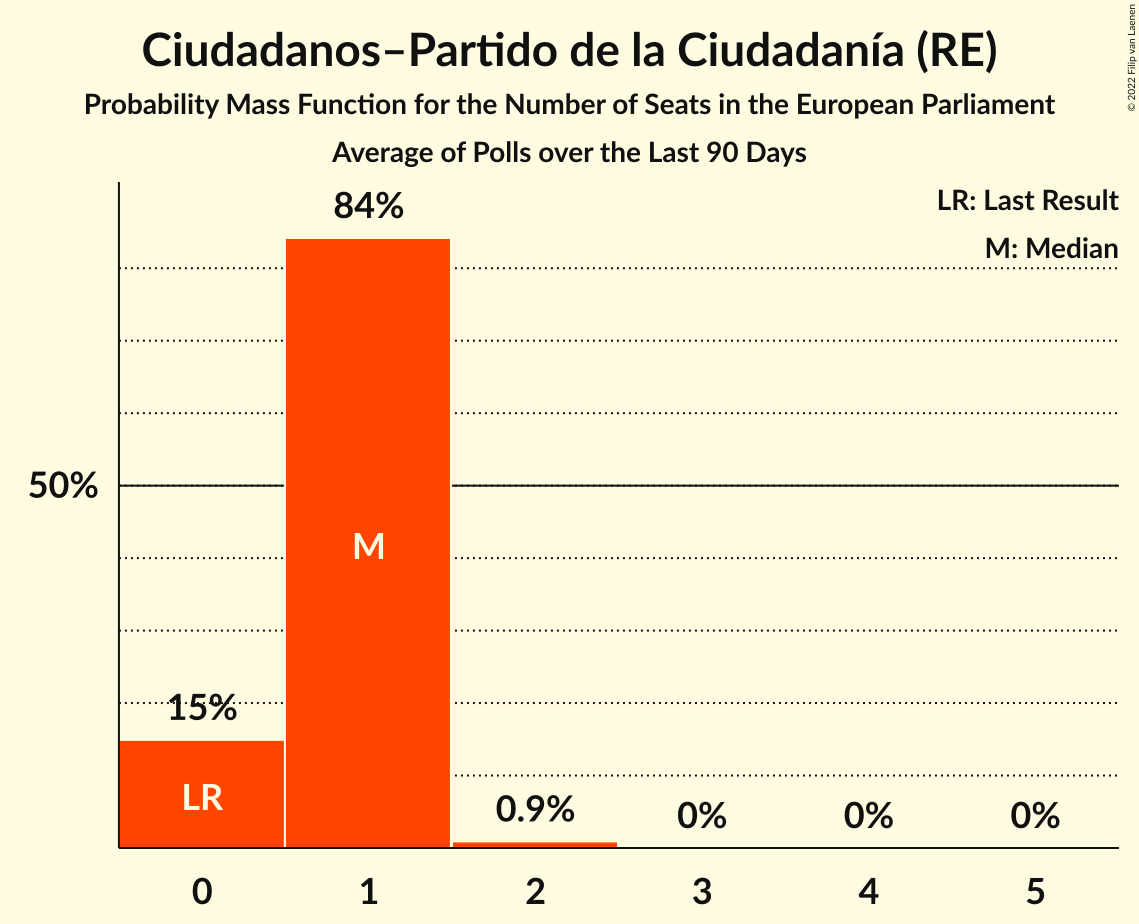 Ciudadanos–Partido de la Ciudadanía (RE)
Probability Mass Function for the Number of Seats in the European Parliament
Average of Polls over the Last 90 Days
© 2022 Filip van Laenen
LR: Last Result
M: Median
84%
50%
M
15%
LR
0.9%
0%
0%
0%
0
1
2
3
4
5